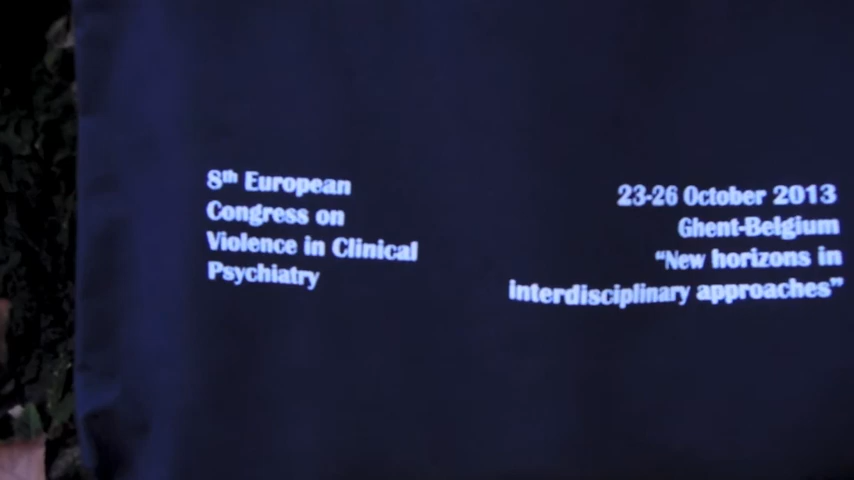 8th European
Congress on
Violence in Clinical
Psychiatry
23-26 October 2013
Ghent-Belgium
“New horizons in
interdisciplinary approaches”